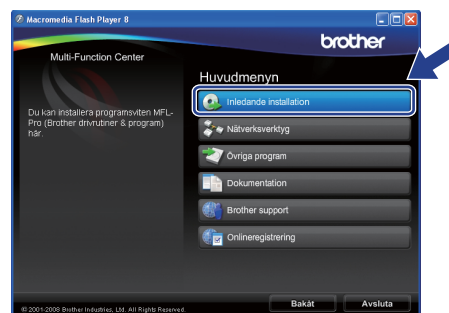 Macromedia Flash Player 8
brother
Multi-Function Center
Huvudmenyn
Du kan installera programsviten MFL-
Pro (Brother drivrutiner & program)
här.
Inledande installation
Nätverksverktyg
Övriga program
Dokumentation
Brother support
Onlineregistrering
© 2001-2008 Brother Industries, Ltd. All Rights Reserved.
Bakåt
Avsluta